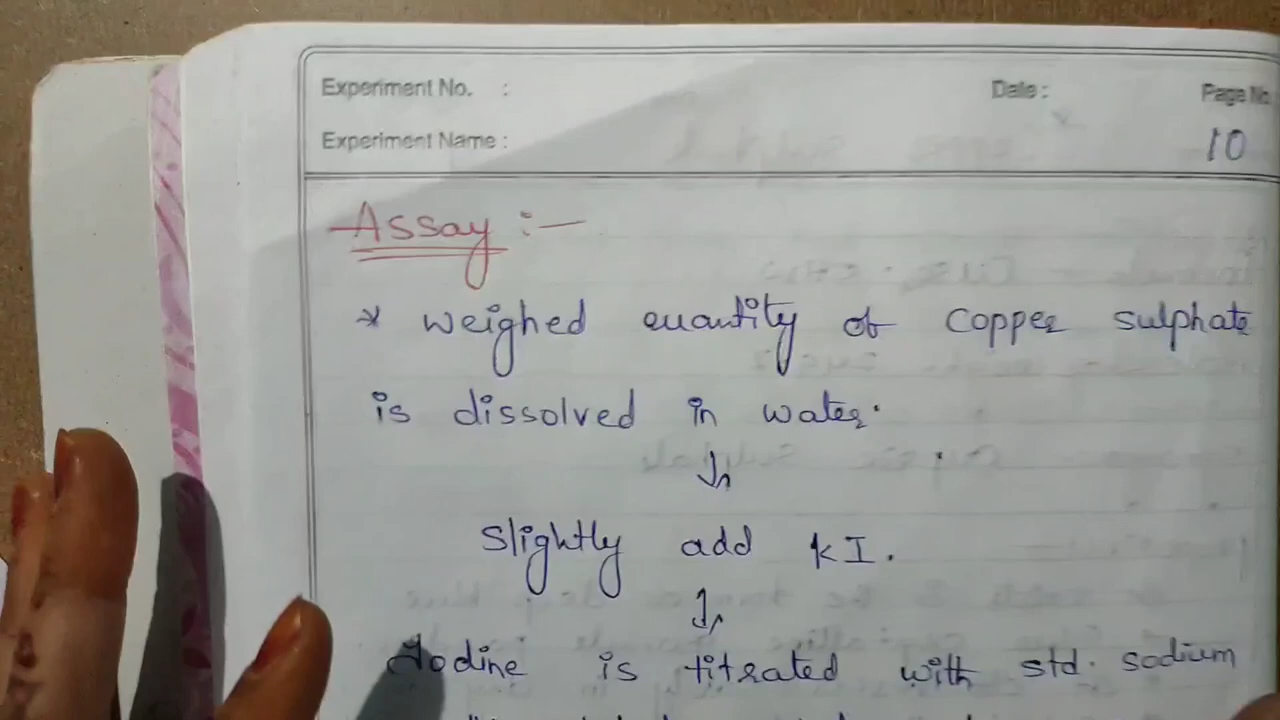 Experiment No. :
Date :
Page No.
Experiment Name :
10
Assay :-
* weighed quantity of copper sulphate
is dissolved in water.
↓
slightly add KI.
↓
Iodine is titrated with std. sodium